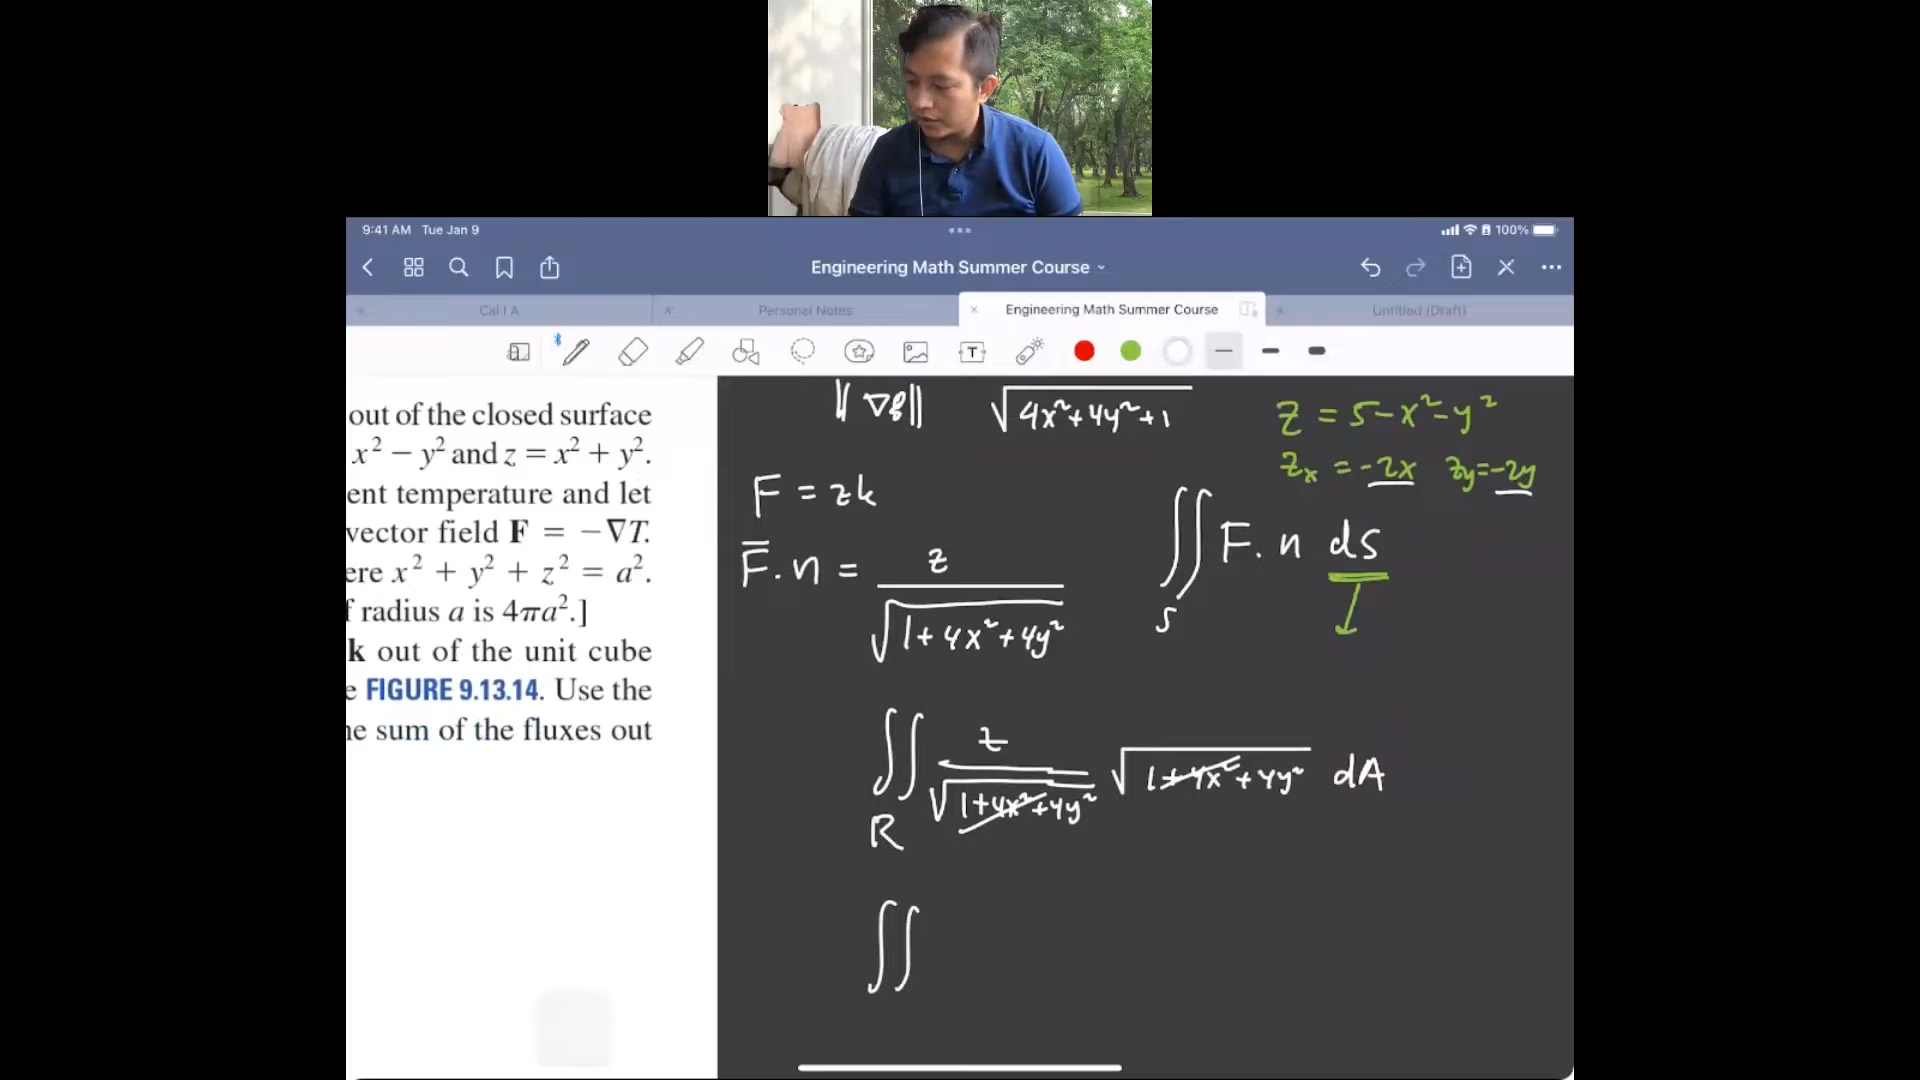 9:41 AM Tue Jan 9
100%
Engineering Math Summer Course
Cal I A
Personal Notes
Engineering Math Summer Course
Untitled (Draft)
T
out of the closed surface
x² − y² and z = x² + y².
ent temperature and let
vector field F = −∇T.
ere x² + y² + z² = a².
f radius a is 4πa².]
k out of the unit cube
e FIGURE 9.13.14. Use the
ne sum of the fluxes out
‖∇g‖ √(4x²+4y²+1)
z = 5−x²−y²
zx = −2x zy=−2y
F = zk
F̅.n = z / √(1+4x²+4y²)
∬_S F.n ds
∬_R z / √(1+4x²+4y²) √(1+4x²+4y²) dA
∬